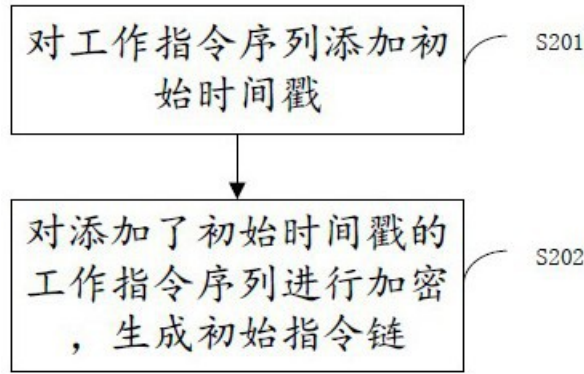 对工作指令序列添加初
始时间戳
S201
对添加了初始时间戳的
工作指令序列进行加密
，生成初始指令链
S202